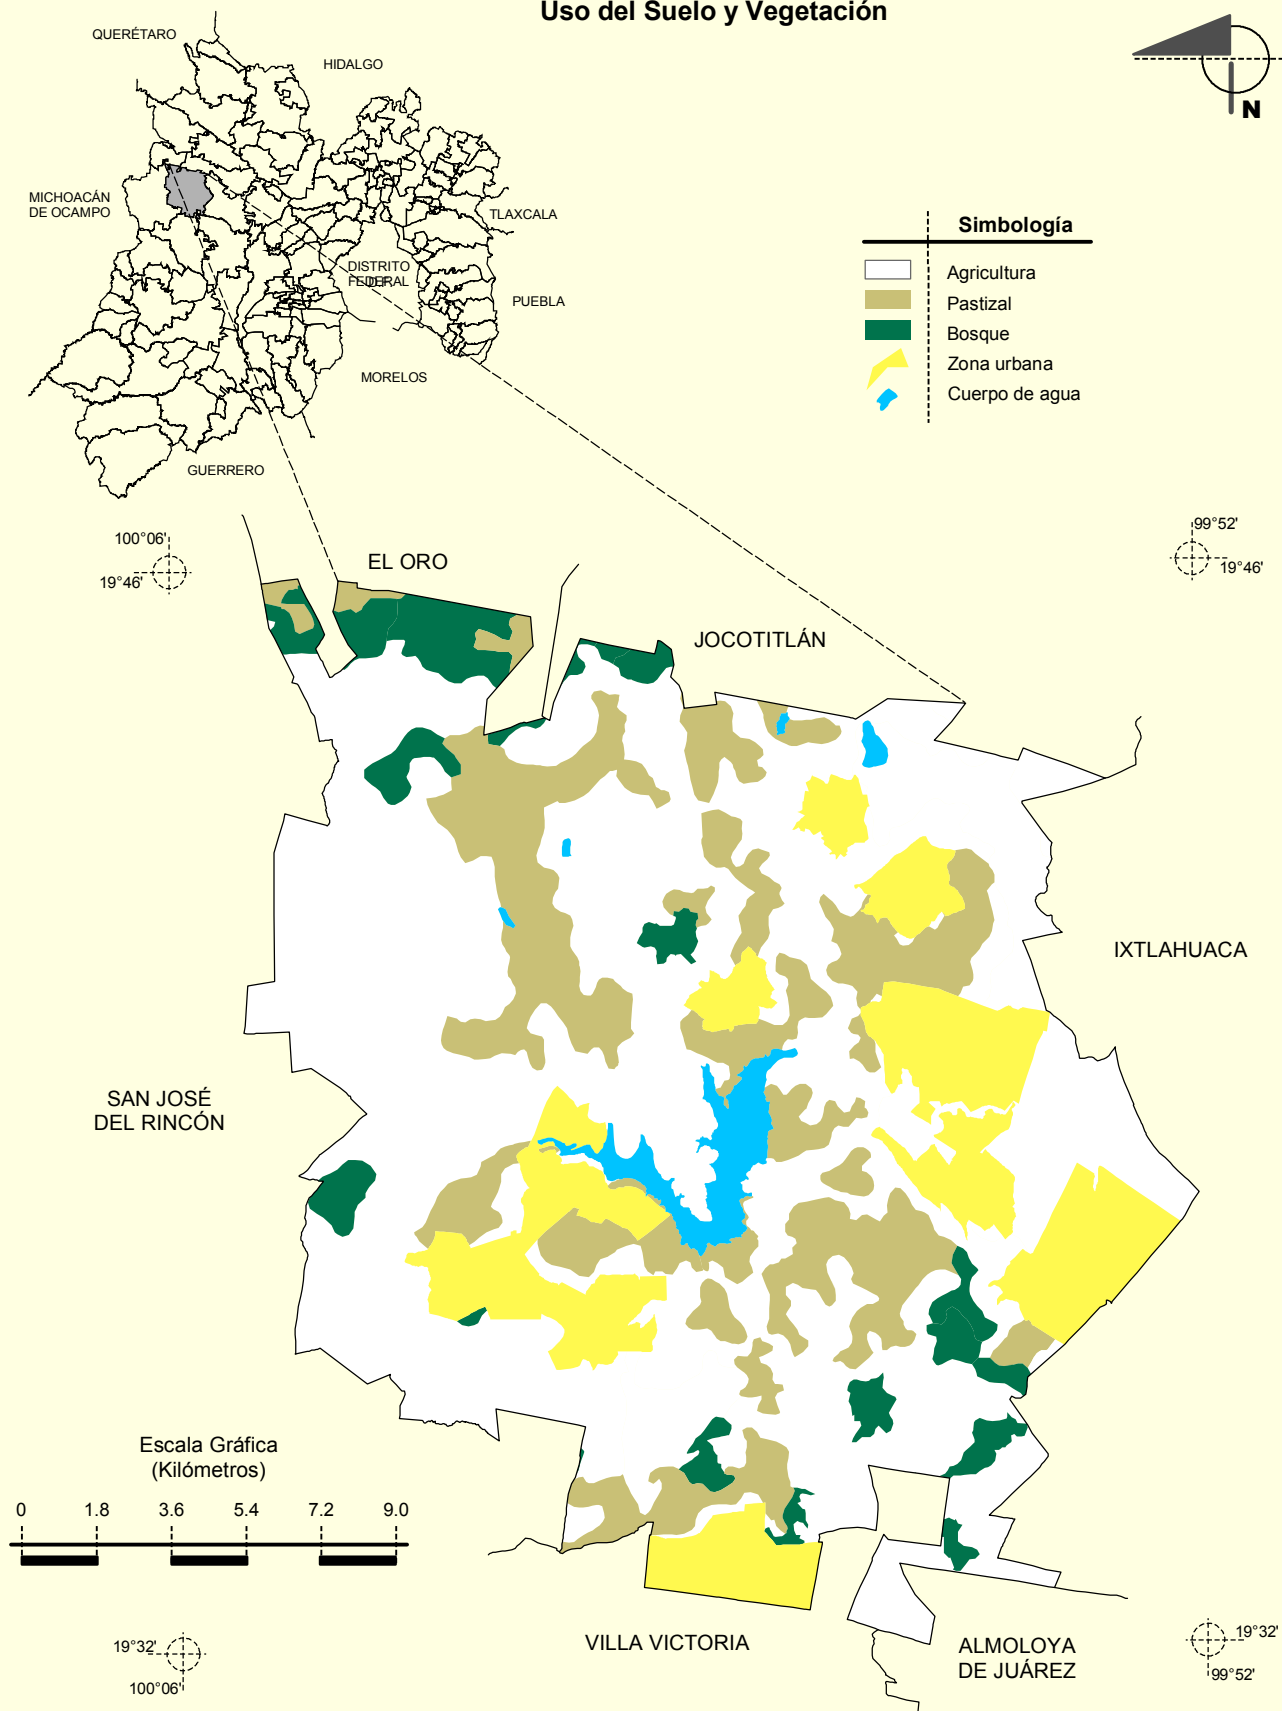 Uso del Suelo y Vegetación
QUERÉTARO
HIDALGO
N
MICHOACÁN
DE OCAMPO
TLAXCALA
DISTRITO
FEDERAL
PUEBLA
MORELOS
GUERRERO
Simbología
Agricultura
Pastizal
Bosque
Zona urbana
Cuerpo de agua
100°06'
19°46'
99°52'
19°46'
EL ORO
JOCOTITLÁN
IXTLAHUACA
SAN JOSÉ
DEL RINCÓN
Escala Gráfica
(Kilómetros)
0 1.8 3.6 5.4 7.2 9.0
VILLA VICTORIA
ALMOLOYA
DE JUÁREZ
19°32'
100°06'
19°32'
99°52'